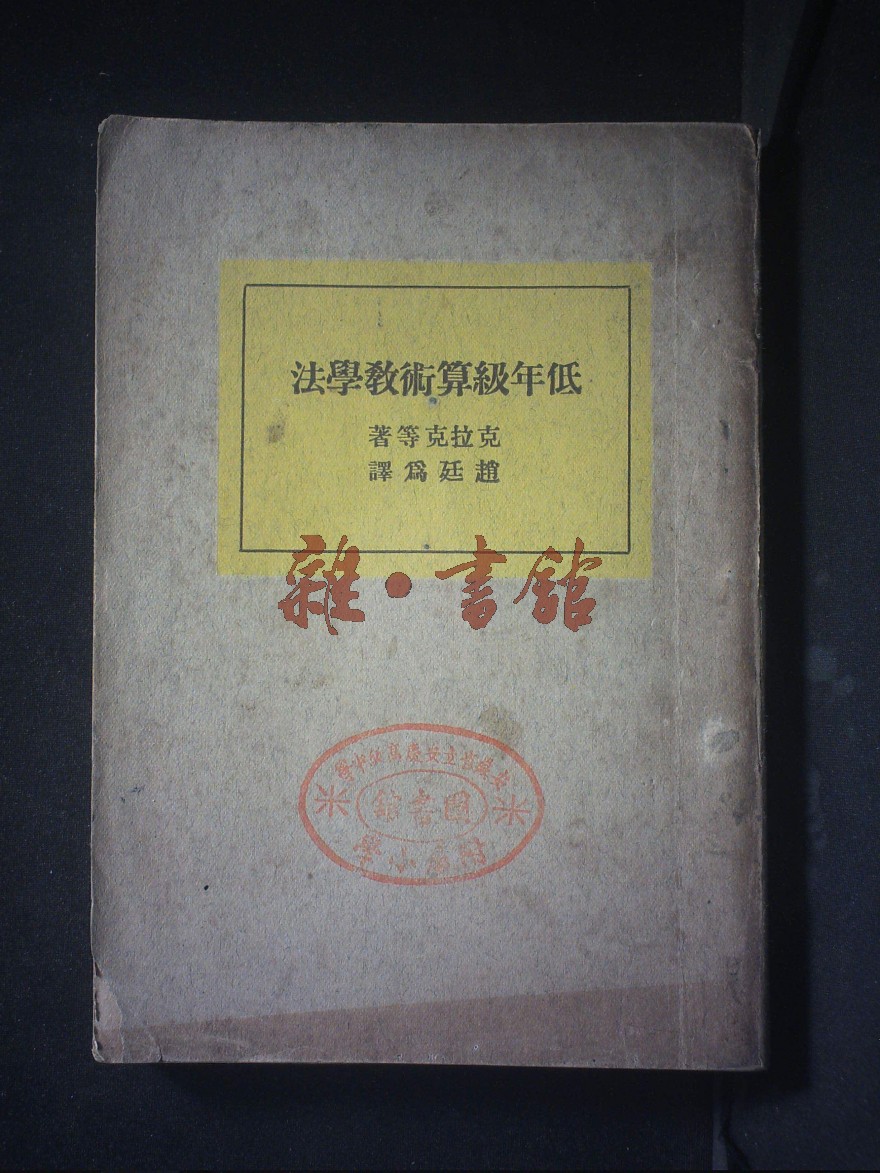 低年級算術教學法
克拉克等著
趙廷爲譯
雜·書館
圖書館